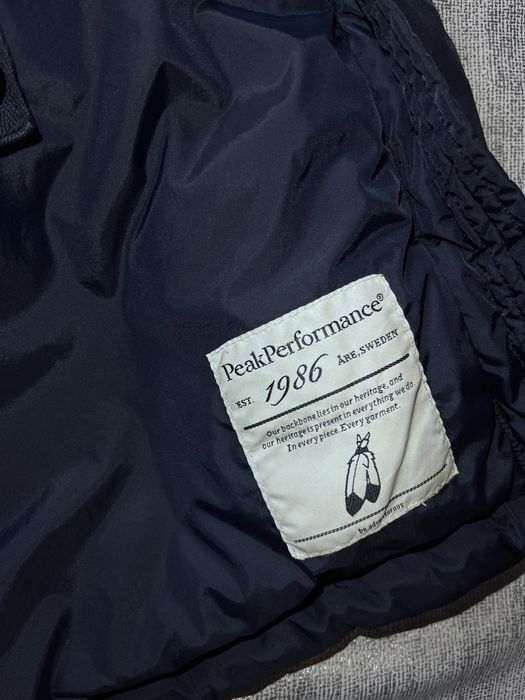 PeakPerformance®
EST. 1986 ÅRE, SWEDEN
Our backbone lies in our heritage, and
our heritage is present in everything we do.
In every piece. Every garment.
be adventurous